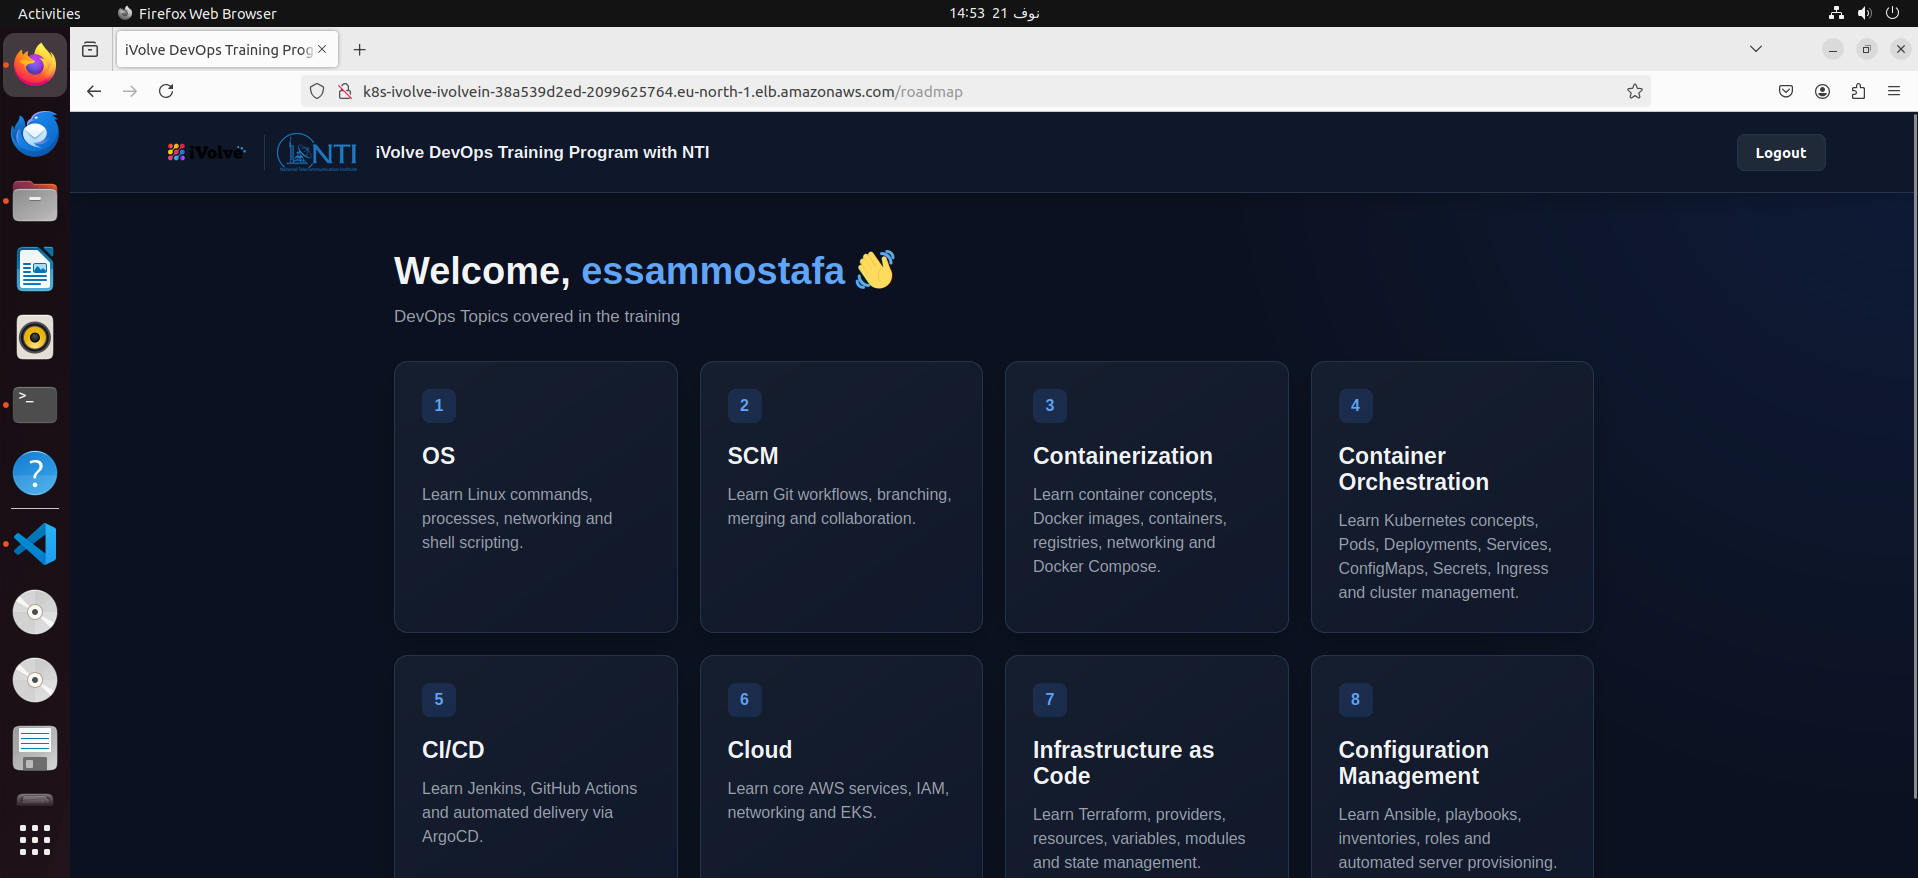 Activities
Firefox Web Browser
14:53 21 نوف
iVolve DevOps Training Prog
k8s-ivolve-ivolvein-38a539d2ed-2099625764.eu-north-1.elb.amazonaws.com/roadmap
iVolve
NTI
National Telecommunication Institute
iVolve DevOps Training Program with NTI
Logout
Welcome, essammostafa 👋
DevOps Topics covered in the training
1
OS
Learn Linux commands,
processes, networking and
shell scripting.
2
SCM
Learn Git workflows, branching,
merging and collaboration.
3
Containerization
Learn container concepts,
Docker images, containers,
registries, networking and
Docker Compose.
4
Container
Orchestration
Learn Kubernetes concepts,
Pods, Deployments, Services,
ConfigMaps, Secrets, Ingress
and cluster management.
5
CI/CD
Learn Jenkins, GitHub Actions
and automated delivery via
ArgoCD.
6
Cloud
Learn core AWS services, IAM,
networking and EKS.
7
Infrastructure as
Code
Learn Terraform, providers,
resources, variables, modules
and state management.
8
Configuration
Management
Learn Ansible, playbooks,
inventories, roles and
automated server provisioning.